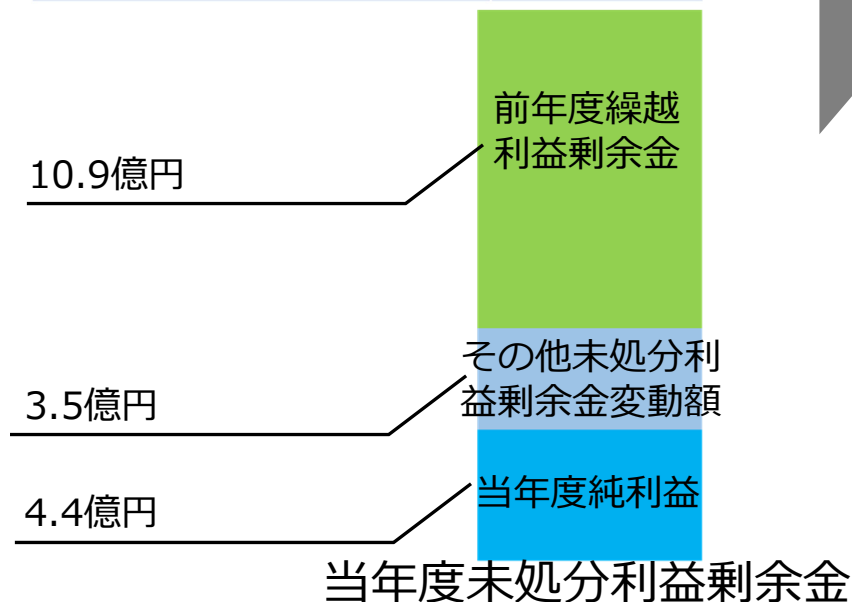 前年度繰越
利益剰余金
10.9億円
その他未処分利
益剰余金変動額
3.5億円
当年度純利益
4.4億円
当年度未処分利益剰余金